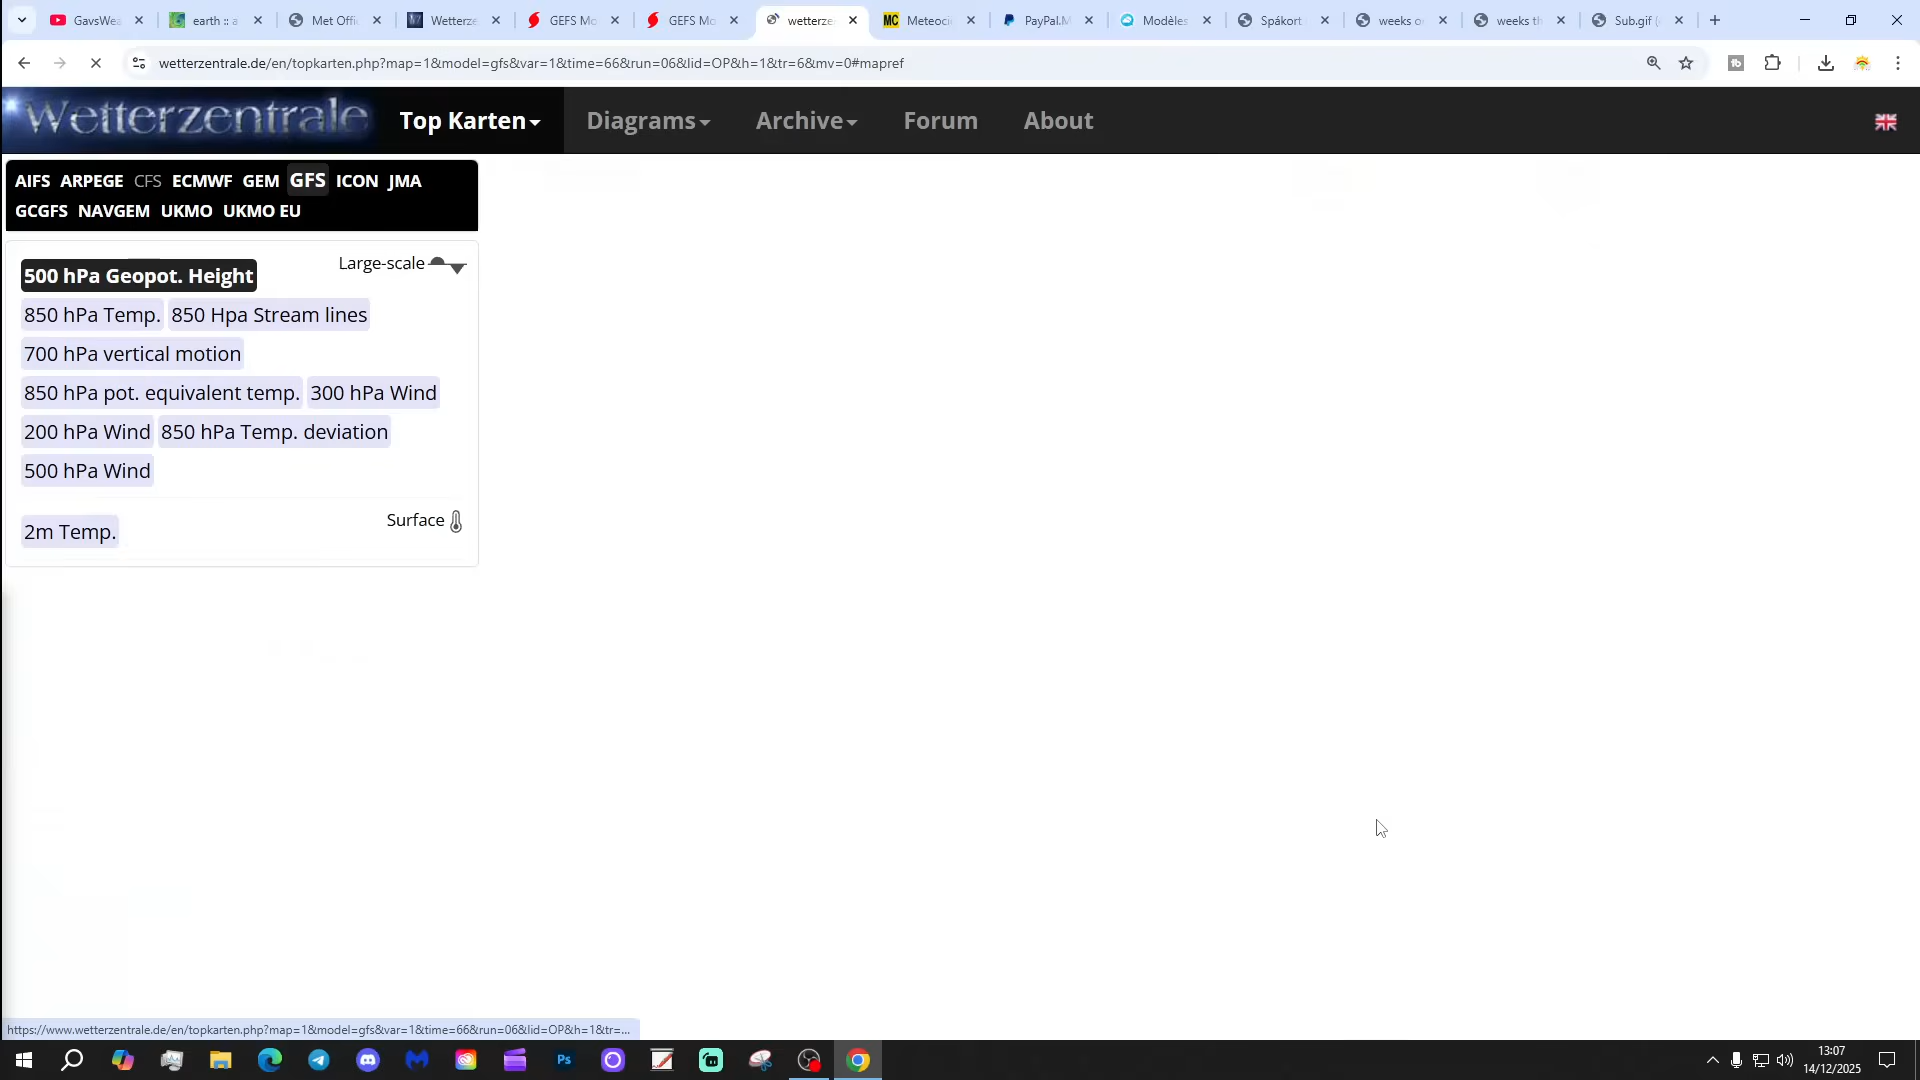 GavsWea
earth :: a
Met Offi
Wetterze
GEFS Mo
GEFS Mo
wetterze
MC Meteoci
PayPal.M
Modèles
Spákort
weeks o
weeks th
Sub.gif (
wetterzentrale.de/en/topkarten.php?map=1&model=gfs&var=1&time=66&run=06&lid=OP&h=1&tr=6&mv=0#mapref
Wetterzentrale
Top Karten
Diagrams
Archive
Forum
About
AIFS ARPEGE CFS ECMWF GEM GFS ICON JMA
GCGFS NAVGEM UKMO UKMO EU
Large-scale
500 hPa Geopot. Height
850 hPa Temp. 850 Hpa Stream lines
700 hPa vertical motion
850 hPa pot. equivalent temp. 300 hPa Wind
200 hPa Wind 850 hPa Temp. deviation
500 hPa Wind
Surface
2m Temp.
https://www.wetterzentrale.de/en/topkarten.php?map=1&model=gfs&var=1&time=66&run=06&lid=OP&h=1&tr=...
Ps
13:07
14/12/2025